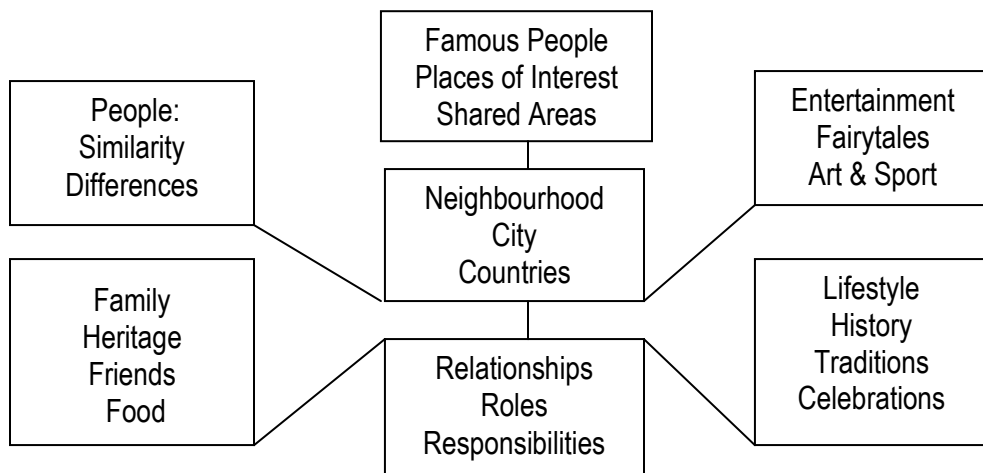 Famous People
Places of Interest
Shared Areas
People:
Similarity
Differences
Entertainment
Fairytales
Art & Sport
Neighbourhood
City
Countries
Family
Heritage
Friends
Food
Lifestyle
History
Traditions
Celebrations
Relationships
Roles
Responsibilities